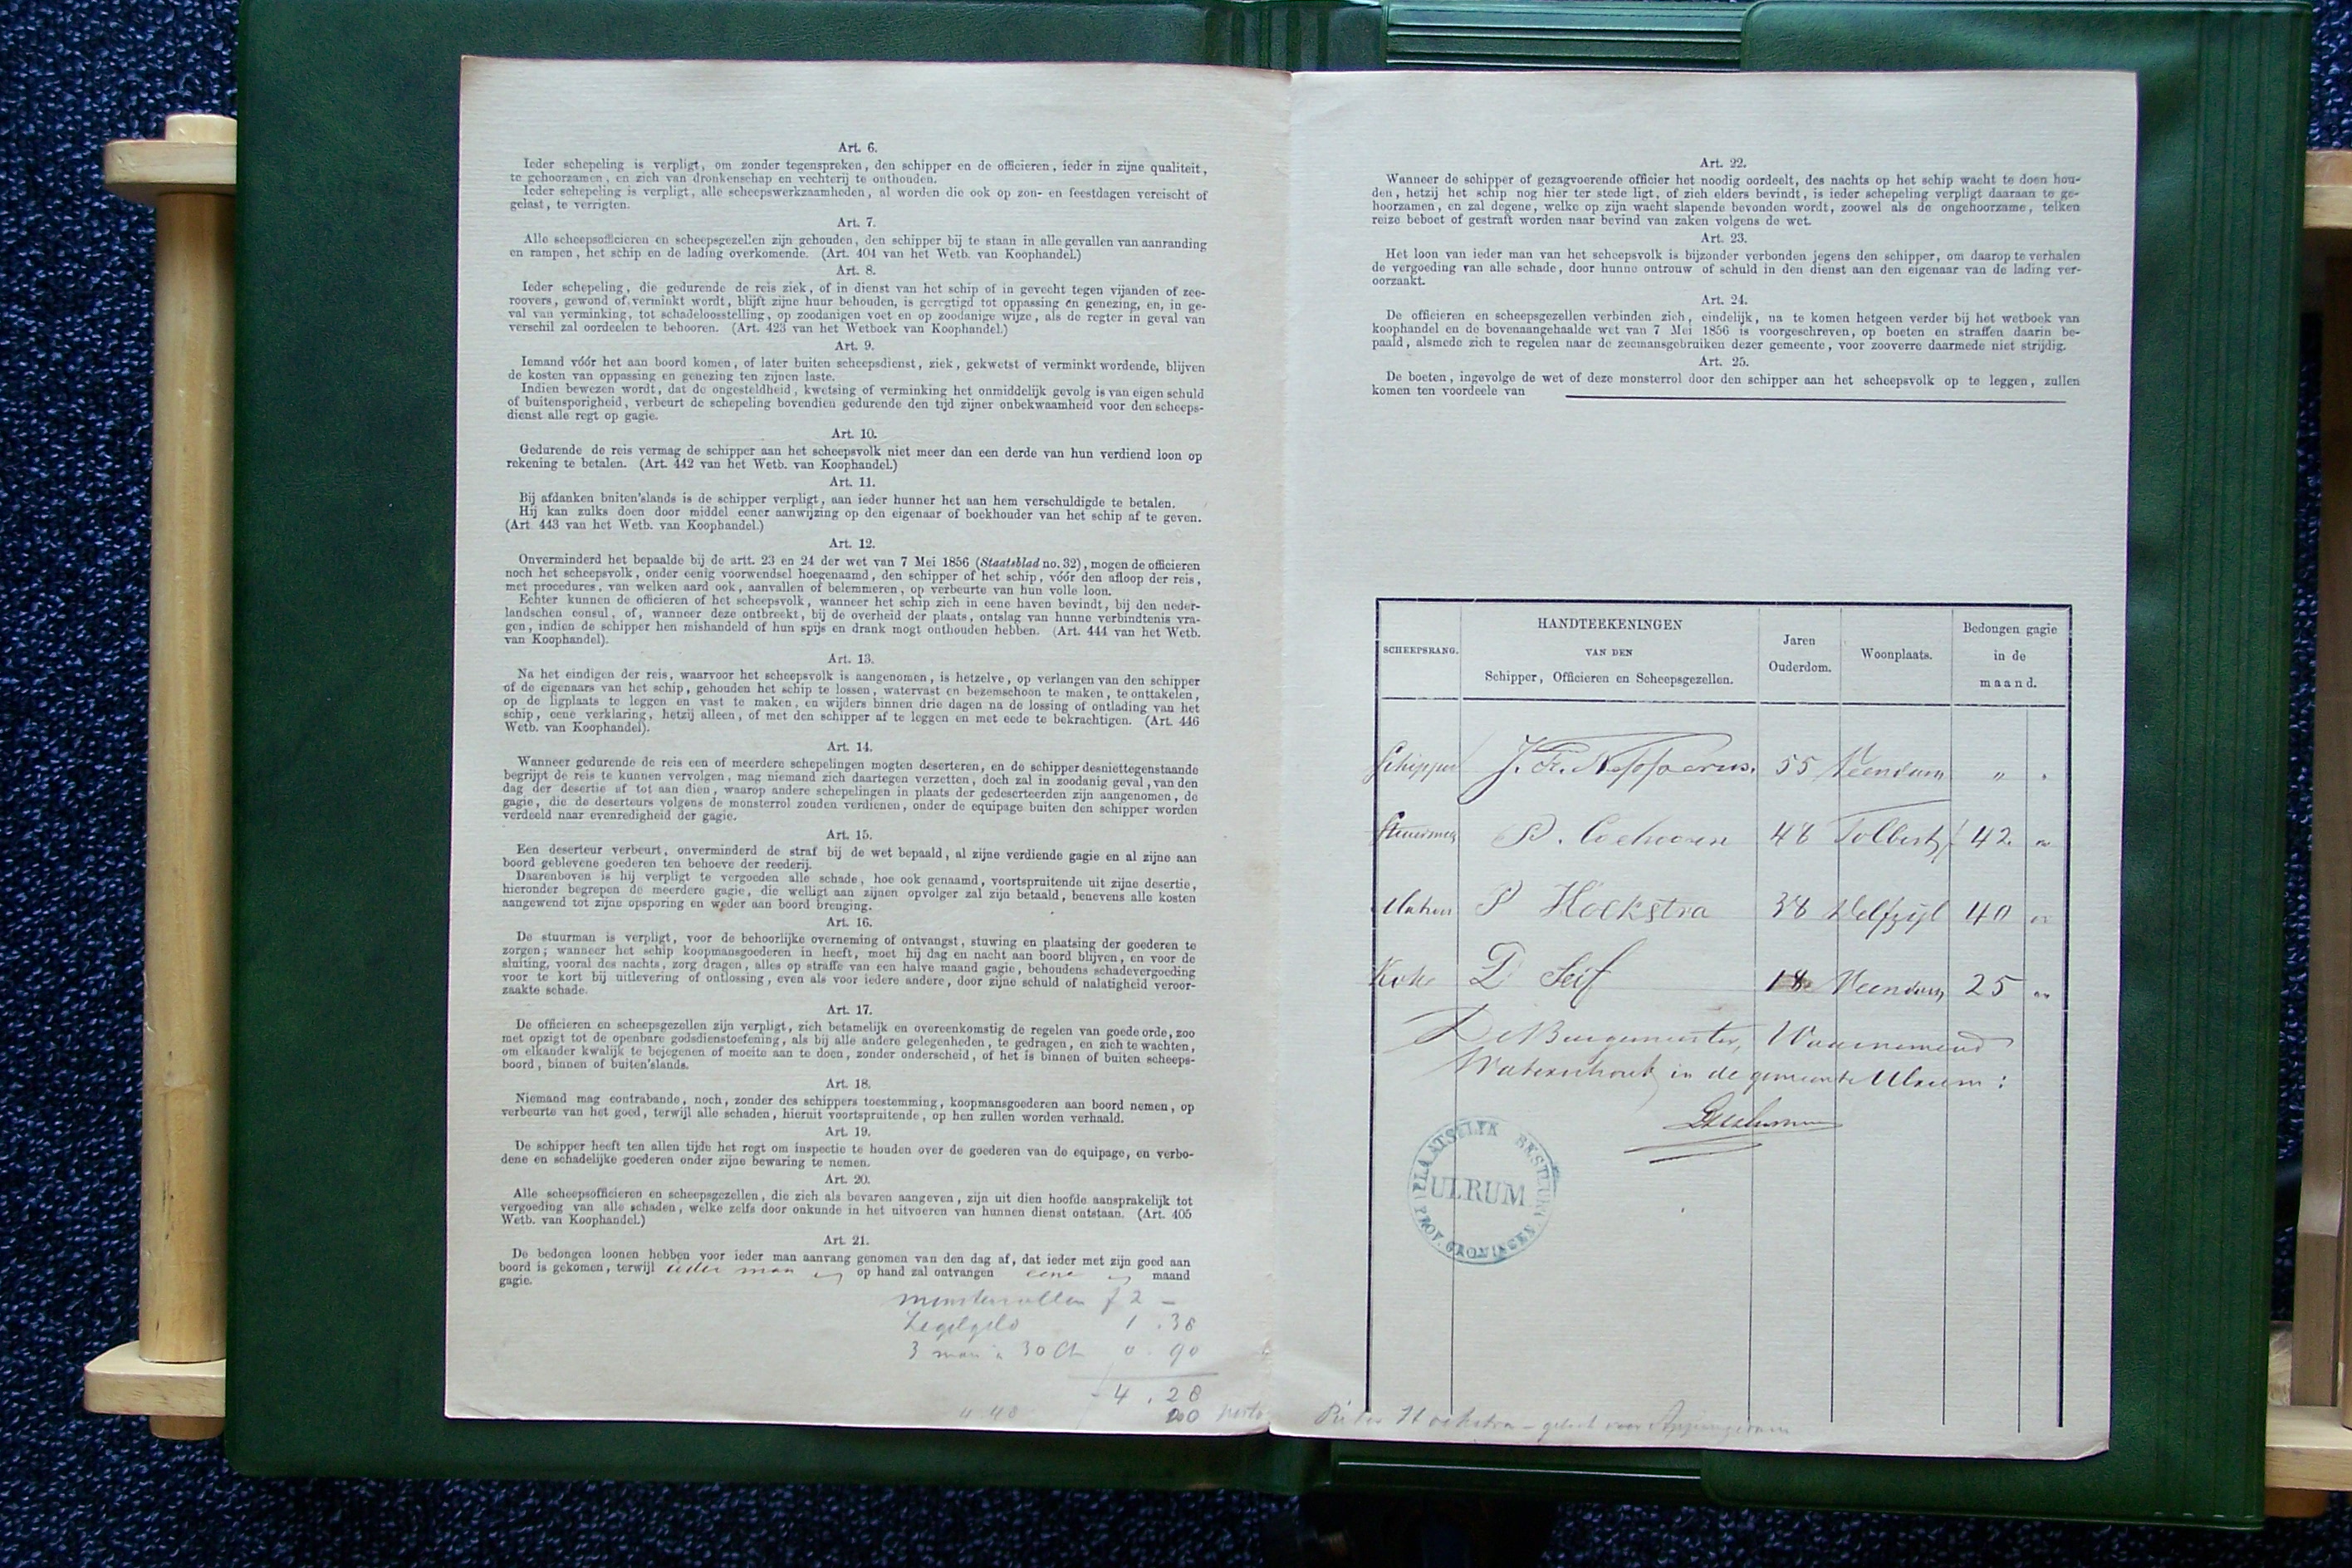 Art. 6.
Ieder schepeling is verpligt, om zonder tegenspreken, den schipper en de officieren, ieder in zijne qualiteit,
te gehoorzamen, en zich van dronkenschap en vechterij te onthouden.
Ieder schepeling is verpligt, alle scheepswerkzaamheden, al worden die ook op zon- en feestdagen vereischt of
gelast, te verrigten.
Art. 7.
Alle scheepsofficieren en scheepsgezellen zijn gehouden, den schipper bij te staan in alle gevallen van aanranding
en rampen, het schip en de lading overkomende. (Art. 404 van het Wetb. van Koophandel.)
Art. 8.
Ieder schepeling, die gedurende de reis ziek, of in dienst van het schip of in gevecht tegen vijanden of zee-
roovers, gewond of verminkt wordt, blijft zijne huur behouden, is geregtigd tot oppassing en genezing, en, in ge-
val van verminking, tot schadeloosstelling, op zoodanigen voet en op zoodanige wijze, als de regter in geval van
verschil zal oordeelen te behooren. (Art. 423 van het Wetboek van Koophandel.)
Art. 9.
Iemand vóór het aan boord komen, of later buiten scheepsdienst, ziek, gekwetst of verminkt wordende, blijven
de kosten van oppassing en genezing ten zijnen laste.
Indien bewezen wordt, dat de ongesteldheid, kwetsing of verminking het onmiddelijk gevolg is van eigen schuld
of buitensporigheid, verbeurt de schepeling bovendien gedurende den tijd zijner onbekwaamheid voor den scheeps-
dienst alle regt op gagie.
Art. 10.
Gedurende de reis vermag de schipper aan het scheepsvolk niet meer dan een derde van hun verdiend loon op
rekening te betalen. (Art. 442 van het Wetb. van Koophandel.)
Art. 11.
Bij afdanken buiten'slands is de schipper verpligt, aan ieder hunner het aan hem verschuldigde te betalen.
Hij kan zulks doen door middel eener aanwijzing op den eigenaar of boekhouder van het schip af te geven.
(Art. 443 van het Wetb. van Koophandel.)
Art. 12.
Onverminderd het bepaalde bij de artt. 23 en 24 der wet van 7 Mei 1856 (Staatsblad no. 32), mogen de officieren
noch het scheepsvolk, onder eenig voorwendsel hoegenaamd, den schipper of het schip, vóór den afloop der reis,
met procedures, van welken aard ook, aanvallen of belemmeren, op verbeurte van hun volle loon.
Echter kunnen de officieren of het scheepsvolk, wanneer het schip zich in eene haven bevindt, bij den neder-
landschen consul, of, wanneer deze ontbreekt, bij de overheid der plaats, ontslag van hunne verbindtenis vra-
gen, indien de schipper hen mishandeld of hun spijs en drank mogt onthouden hebben. (Art. 444 van het Wetb.
van Koophandel).
Art. 13.
Na het eindigen der reis, waarvoor het scheepsvolk is aangenomen, is hetzelve, op verlangen van den schipper
of de eigenaars van het schip, gehouden het schip te lossen, watervast en bezemschoon te maken, te onttakelen,
op de ligplaats te leggen en vast te maken, en wijders binnen drie dagen na de lossing of ontlading van het
schip, eene verklaring, hetzij alleen, of met den schipper af te leggen en met eede te bekrachtigen. (Art. 446
Wetb. van Koophandel).
Art. 14.
Wanneer gedurende de reis een of meerdere schepelingen mogten deserteren, en de schipper desniettegenstaande
begrijpt de reis te kunnen vervolgen, mag niemand zich daartegen verzetten, doch zal in zoodanig geval, van den
dag der desertie af tot aan dien, waarop andere schepelingen in plaats der gedeserteerden zijn aangenomen, de
gagie, die de deserteurs volgens de monsterrol zouden verdienen, onder de equipage buiten den schipper worden
verdeeld naar evenredigheid der gagie.
Art. 15.
Een deserteur verbeurt, onverminderd de straf bij de wet bepaald, al zijne verdiende gagie en al zijne aan
boord geblevene goederen ten behoeve der reederij.
Daarenboven is hij verpligt te vergoeden alle schade, hoe ook genaamd, voortspruitende uit zijne desertie,
hieronder begrepen de meerdere gagie, die welligt aan zijnen opvolger zal zijn betaald, benevens alle kosten
aangewend tot zijne opsporing en weder aan boord brenging.
Art. 16.
De stuurman is verpligt, voor de behoorlijke overneming of ontvangst, stuwing en plaatsing der goederen te
zorgen; wanneer het schip koopmansgoederen in heeft, moet hij dag en nacht aan boord blijven, en voor de
sluiting, vooral des nachts, zorg dragen, alles op straffe van een halve maand gagie, behoudens schadevergoeding
voor te kort bij uitlevering of ontlossing, even als voor iedere andere, door zijne schuld of nalatigheid veroor-
zaakte schade.
Art. 17.
De officieren en scheepsgezellen zijn verpligt, zich betamelijk en overeenkomstig de regelen van goede orde, zoo
met opzigt tot de openbare godsdienstoefening, als bij alle andere gelegenheden, te gedragen, en zich te wachten,
om elkander kwalijk te bejegenen of moeite aan te doen, zonder onderscheid, of het is binnen of buiten scheeps-
boord, binnen of buiten'slands.
Art. 18.
Niemand mag contrabande, noch, zonder des schippers toestemming, koopmansgoederen aan boord nemen, op
verbeurte van het goed, terwijl alle schaden, hieruit voortspruitende, op hen zullen worden verhaald.
Art. 19.
De schipper heeft ten allen tijde het regt om inspectie te houden over de goederen van de equipage, en verbo-
dene en schadelijke goederen onder zijne bewaring te nemen.
Art. 20.
Alle scheepsofficieren en scheepsgezellen, die zich als bevaren aangeven, zijn uit dien hoofde aansprakelijk tot
vergoeding van alle schaden, welke zelfs door onkunde in het uitvoeren van hunnen dienst ontstaan. (Art. 405
Wetb. van Koophandel.)
Art. 21.
De bedongen loonen hebben voor ieder man aanvang genomen van den dag af, dat ieder met zijn goed aan
boord is gekomen, terwijl ieder man op hand zal ontvangen eene maand
gagie.
monsterrollen f 2 –
Zegelgeld 1.38
3 man à 30 Ct 0.90
4.28
4.48 20 porto
Art. 22.
Wanneer de schipper of gezagvoerende officier het noodig oordeelt, des nachts op het schip wacht te doen hou-
den, hetzij het schip nog hier ter stede ligt, of zich elders bevindt, is ieder schepeling verpligt daaraan te ge-
hoorzamen, en zal degene, welke op zijn wacht slapende bevonden wordt, zoowel als de ongehoorzame, telken
reize beboet of gestraft worden naar bevind van zaken volgens de wet.
Art. 23.
Het loon van ieder man van het scheepsvolk is bijzonder verbonden jegens den schipper, om daarop te verhalen
de vergoeding van alle schade, door hunne ontrouw of schuld in den dienst aan den eigenaar van de lading ver-
oorzaakt.
Art. 24.
De officieren en scheepsgezellen verbinden zich, eindelijk, na te komen hetgeen verder bij het wetboek van
koophandel en de bovenaangehaalde wet van 7 Mei 1856 is voorgeschreven, op boeten en straffen daarin be-
paald, alsmede zich te regelen naar de zeemansgebruiken dezer gemeente, voor zooverre daarmede niet strijdig.
Art. 25.
De boeten, ingevolge de wet of deze monsterrol door den schipper aan het scheepsvolk op te leggen, zullen
komen ten voordeele van
SCHEEPSRANG. HANDTEEKENINGEN VAN DEN Schipper, Officieren en Scheepsgezellen. Jaren Ouderdom. Woonplaats. Bedongen gagie in de maand.
Schipper 55 Veendam " "
Stuurman P. Coehoorn 48 Tolbert f 42 "
Matroos P Hoekstra 38 Delfzijl 40 "
Kok D Seif 18 Veendam 25 "
De Burgemeester, Waarnemend
Waterschout in de gemeente Ulrum:
PLAATSELYK BESTUUR
ULRUM
PROV. GRONINGEN
Pieter Hoekstra – geloot voor Appingedam